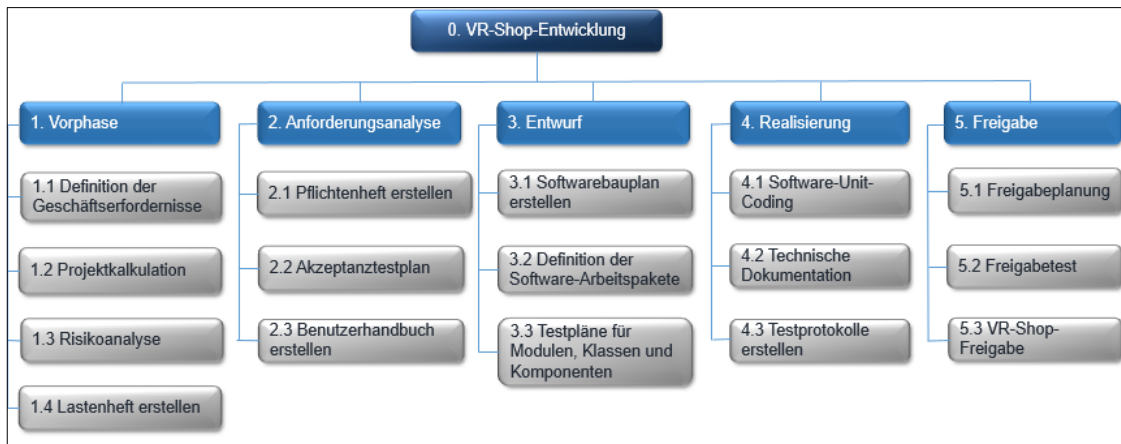 0. VR-Shop-Entwicklung
1. Vorphase
1.1 Definition der
Geschäftserfordernisse
1.2 Projektkalkulation
1.3 Risikoanalyse
1.4 Lastenheft erstellen
2. Anforderungsanalyse
2.1 Pflichtenheft erstellen
2.2 Akzeptanztestplan
2.3 Benutzerhandbuch
erstellen
3. Entwurf
3.1 Softwarebauplan
erstellen
3.2 Definition der
Software-Arbeitspakete
3.3 Testpläne für
Modulen, Klassen und
Komponenten
4. Realisierung
4.1 Software-Unit-
Coding
4.2 Technische
Dokumentation
4.3 Testprotokolle
erstellen
5. Freigabe
5.1 Freigabeplanung
5.2 Freigabetest
5.3 VR-Shop-
Freigabe